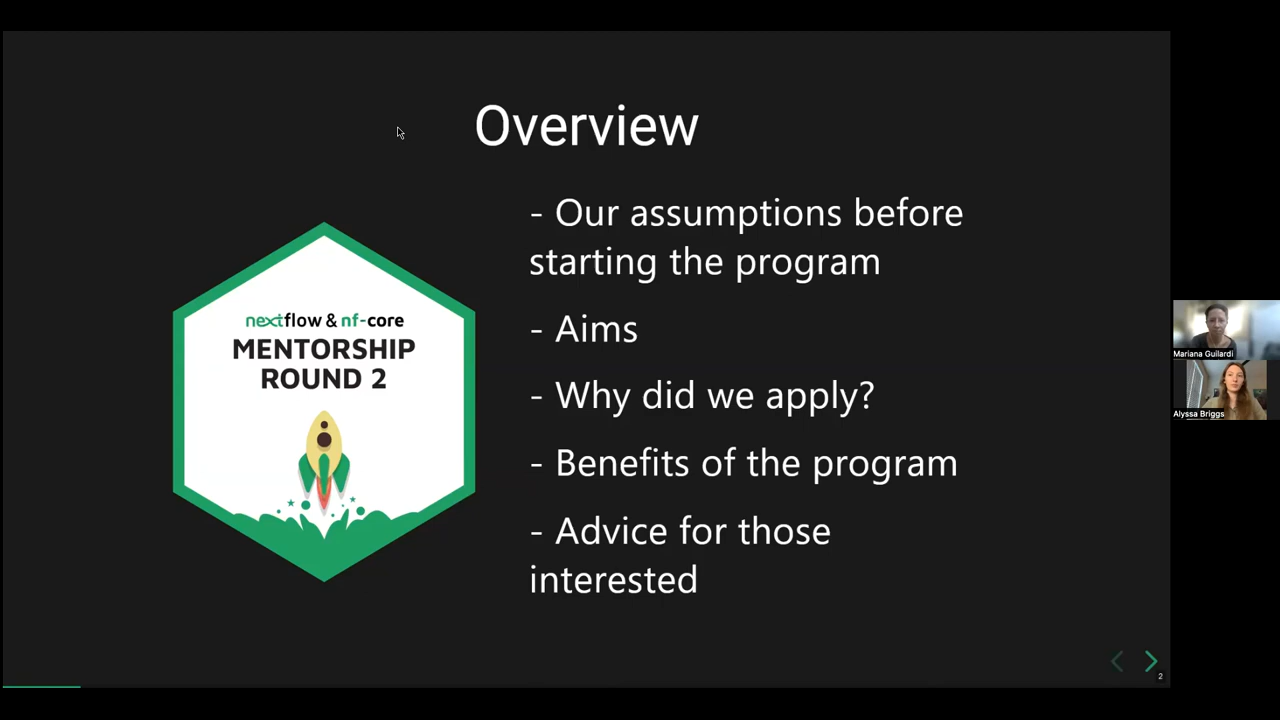 Overview
- Our assumptions before
starting the program
- Aims
- Why did we apply?
- Benefits of the program
- Advice for those
interested
nextflow & nf-core
MENTORSHIP
ROUND 2
Mariana Guilardi
Alyssa Briggs
2